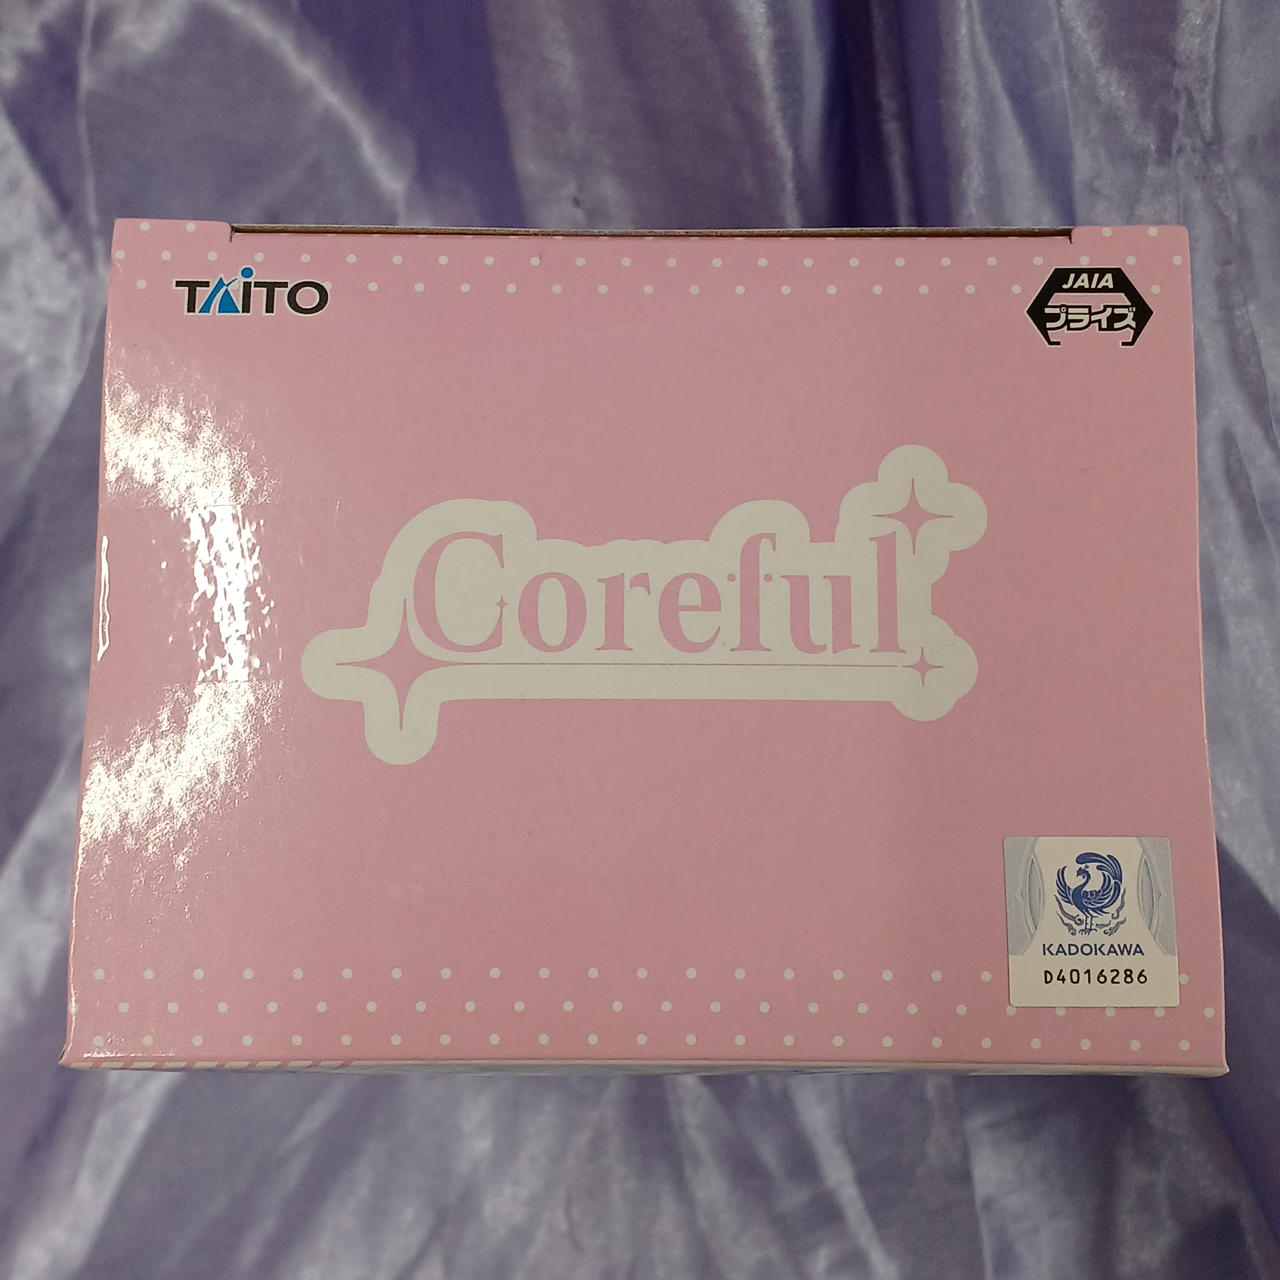 TAITO
JAIA
プライズ
Coreful
KADOKAWA
D4016286